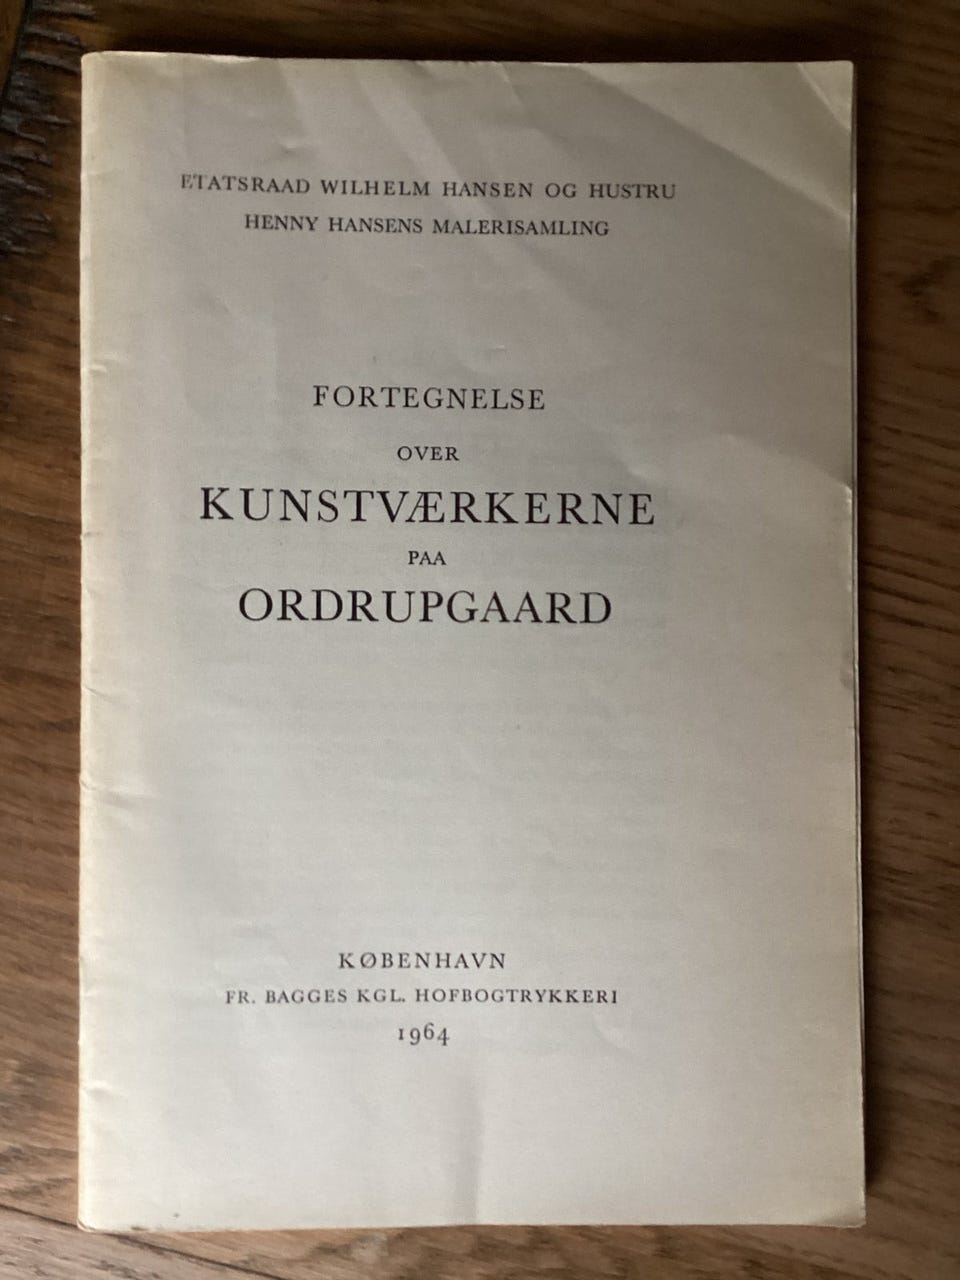 ETATSRAAD WILHELM HANSEN OG HUSTRU
HENNY HANSENS MALERISAMLING
FORTEGNELSE
OVER
KUNSTVÆRKERNE
PAA
ORDRUPGAARD
KØBENHAVN
FR. BAGGES KGL. HOFBOGTRYKKERI
1964